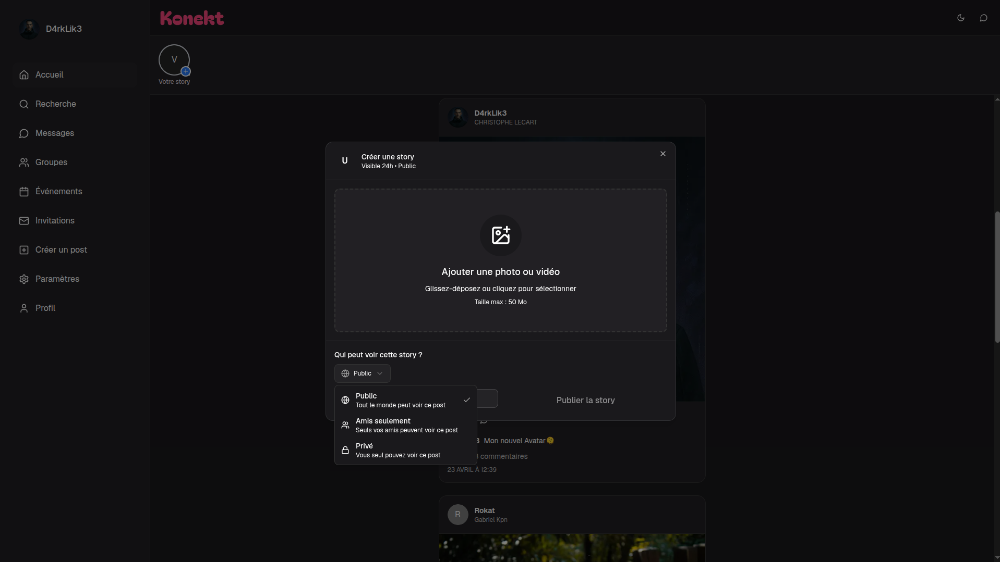 D4rkLik3
Accueil
Recherche
Messages
Groupes
Événements
Invitations
Créer un post
Paramètres
Profil
Konekt
V
Votre story
D4rkLik3
CHRISTOPHE LECART
U
Créer une story
Visible 24h • Public
Ajouter une photo ou vidéo
Glissez-déposez ou cliquez pour sélectionner
Taille max : 50 Mo
Qui peut voir cette story ?
Public
Public
Tout le monde peut voir ce post
Amis seulement
Seuls vos amis peuvent voir ce post
Privé
Vous seul pouvez voir ce post
Publier la story
3 Mon nouvel Avatar🫠
commentaires
23 AVRIL À 12:39
R
Rokat
Gabriel Kpn